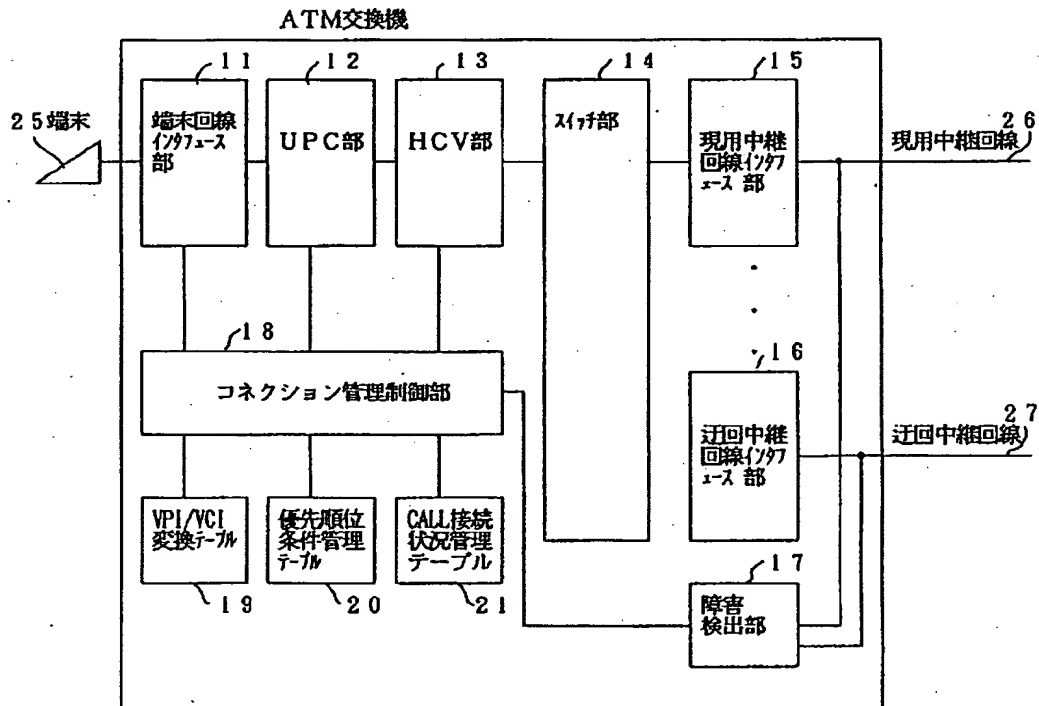 ATM交換機
11
12
13
14
15
25端末
端末回線
インタフェース
部
UPC部
HCV部
スイッチ部
現用中継
回線インタフ
ェース 部
26
現用中継回線
18
コネクション管理制御部
16
迂回中継
回線インタフ
ェース 部
27
迂回中継回線
VPI/VCI
変換テーブル
優先順位
条件管理
テーブル
CALL接続
状況管理
テーブル
19
20
21
17
障害
検出部